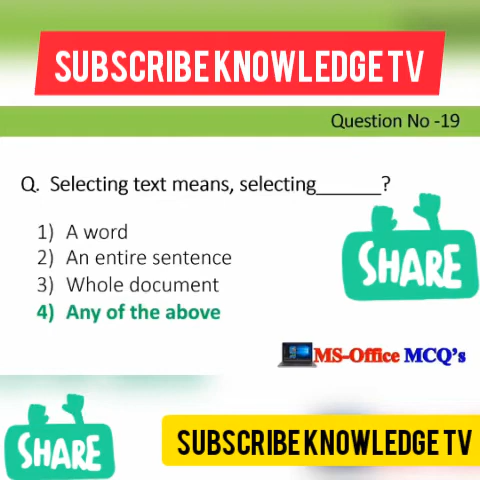 SUBSCRIBE KNOWLEDGE TV
Question No -19
Q. Selecting text means, selecting______?
1) A word
2) An entire sentence
3) Whole document
4) Any of the above
SHARE
MS-Office MCQ's
SHARE
SUBSCRIBE KNOWLEDGE TV